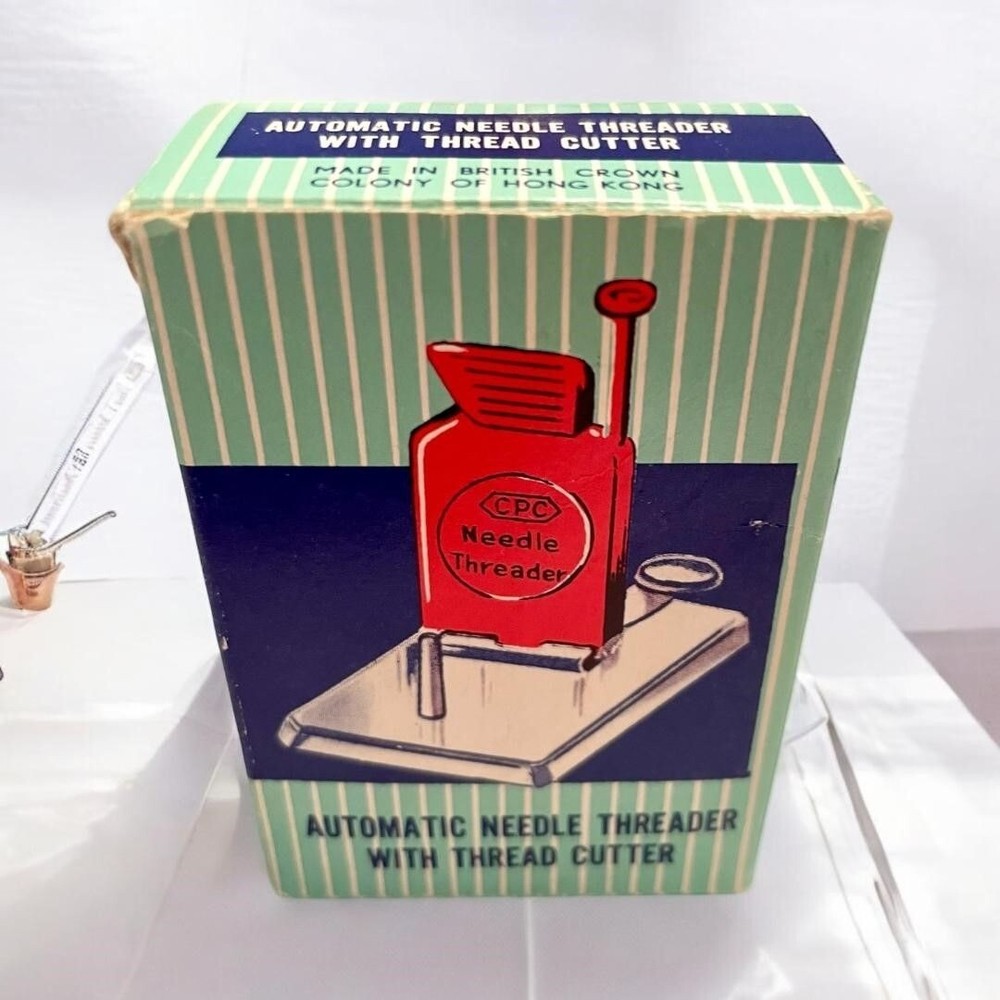 AUTOMATIC NEEDLE THREADER
WITH THREAD CUTTER
MADE IN BRITISH CROWN
COLONY OF HONG KONG
CPC
Needle
Threader
AUTOMATIC NEEDLE THREADER
WITH THREAD CUTTER